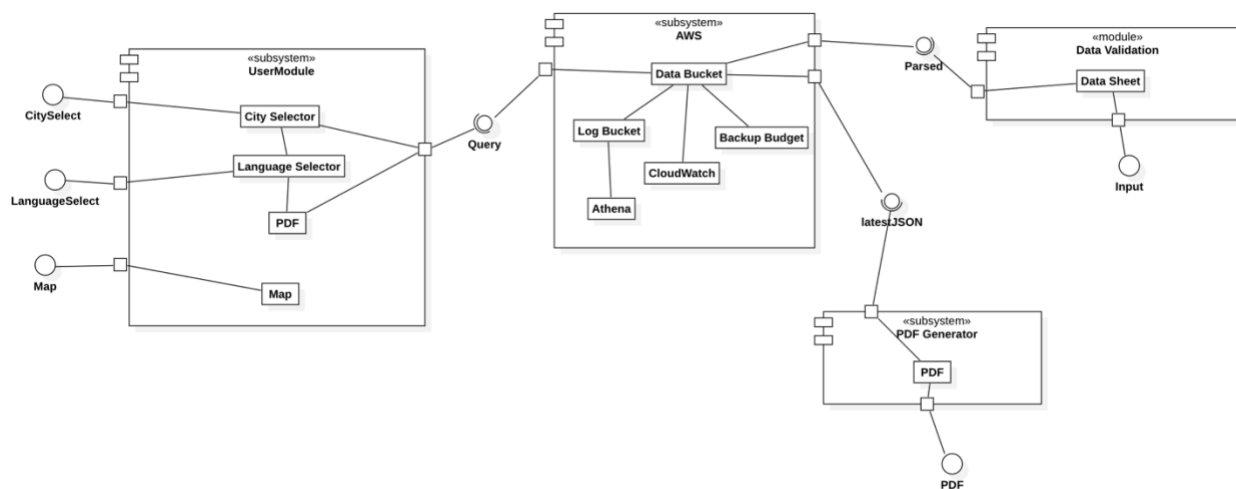 «subsystem»
UserModule
CitySelect
City Selector
LanguageSelect
Language Selector
PDF
Map
Map
Query
«subsystem»
AWS
Data Bucket
Log Bucket
Backup Budget
CloudWatch
Athena
Parsed
«module»
Data Validation
Data Sheet
Input
latestJSON
«subsystem»
PDF Generator
PDF
PDF